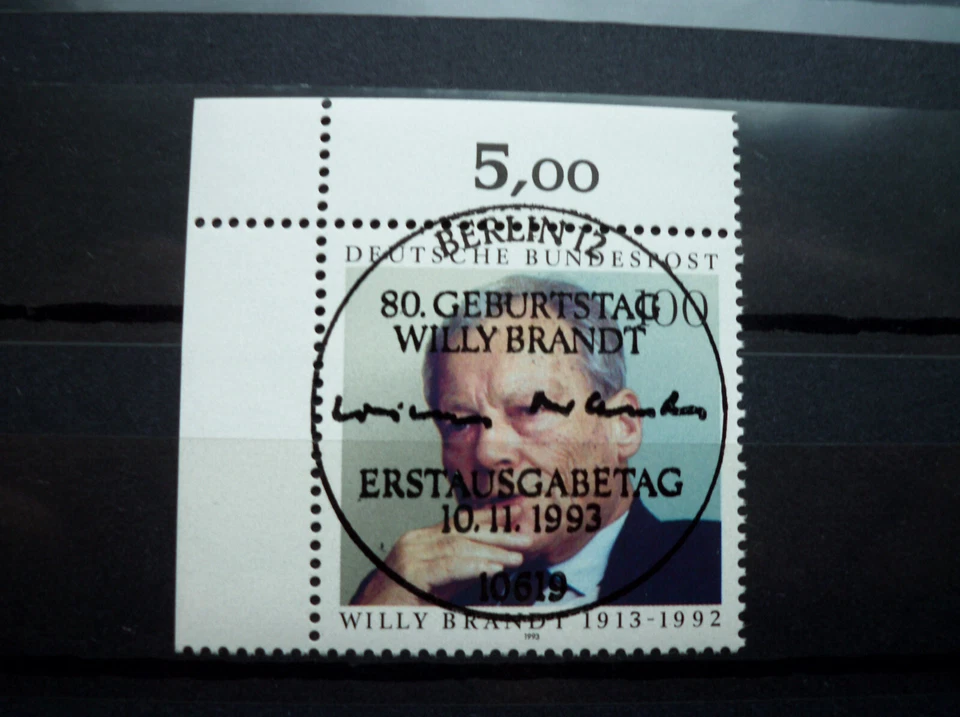 5,00
BERLIN 12
DEUTSCHE BUNDESPOST
100
80. GEBURTSTAG
WILLY BRANDT
ERSTAUSGABETAG
10.11. 1993
10619
WILLY BRANDT 1913-1992
1993